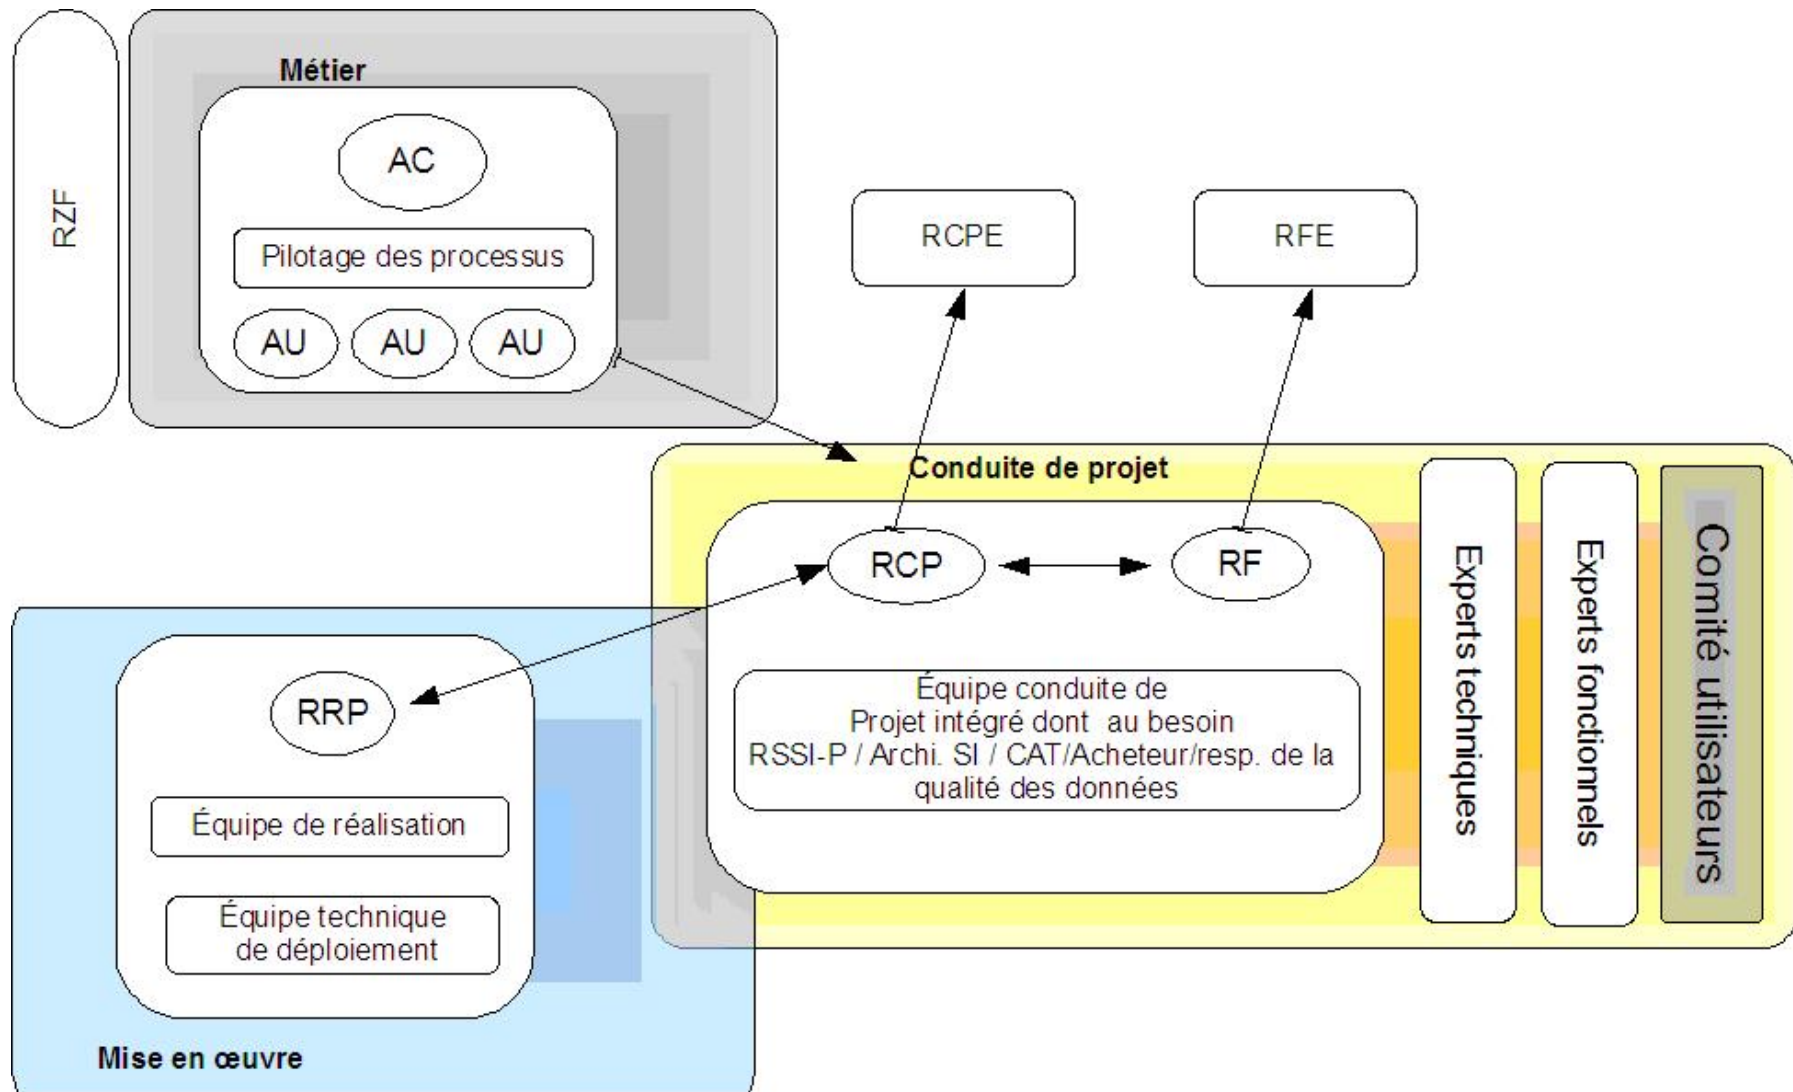 RZF
Métier
AC
Pilotage des processus
AU AU AU
RCPE
RFE
Conduite de projet
RCP
RF
Équipe conduite de
Projet intégré dont au besoin
RSSI-P / Archi. SI / CAT/Acheteur/resp. de la
qualité des données
Experts techniques
Experts fonctionnels
Comité utilisateurs
RRP
Équipe de réalisation
Équipe technique
de déploiement
Mise en œuvre